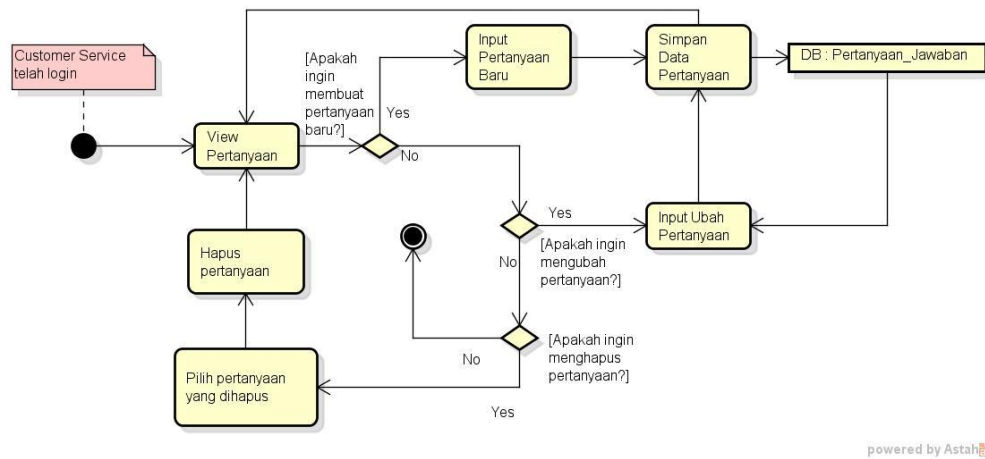 Customer Service
telah login
[Apakah
ingin
membuat
pertanyaan
baru?]
Yes
No
View
Pertanyaan
Input
Pertanyaan
Baru
Simpan
Data
Pertanyaan
DB : Pertanyaan_Jawaban
Input Ubah
Pertanyaan
Yes
[Apakah ingin
mengubah
pertanyaan?]
No
Hapus
pertanyaan
[Apakah ingin
menghapus
pertanyaan?]
No
Yes
Pilih pertanyaan
yang dihapus
powered by Astah